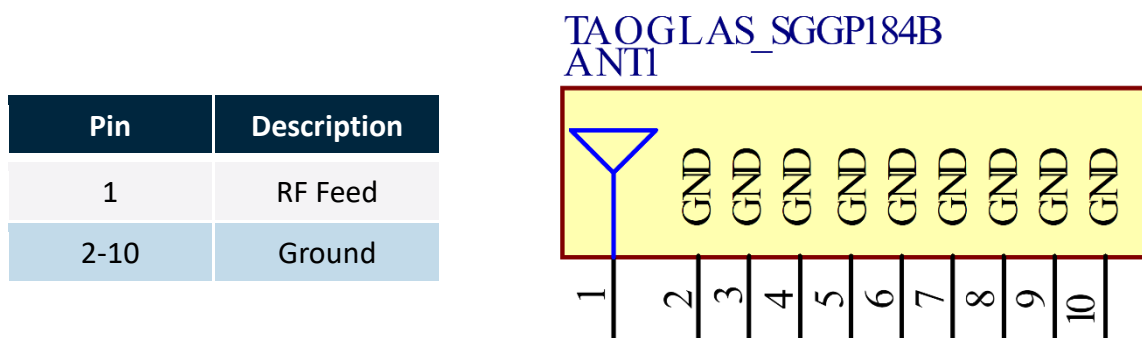 Pin Description
1 RF Feed
2-10 Ground
TAOGLAS_SGGP184B
ANT1
GND GND GND GND GND GND GND GND GND
1 2 3 4 5 6 7 8 9 10